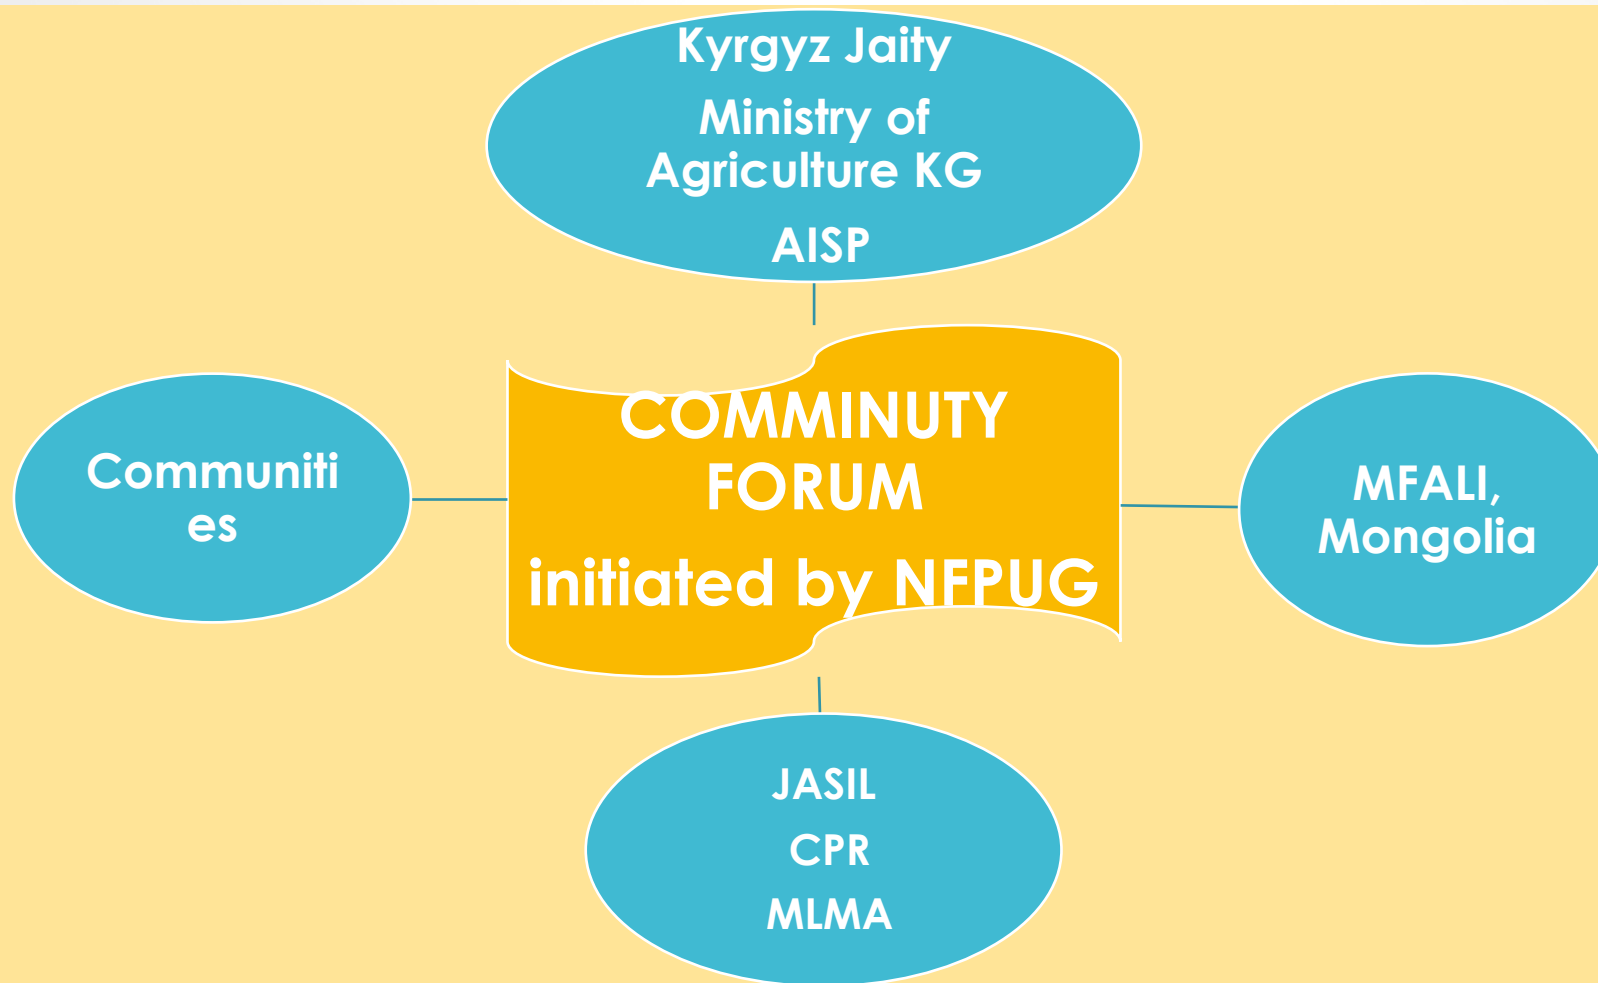 Kyrgyz Jaity
Ministry of
Agriculture KG
AISP
COMMINUTY
FORUM
initiated by NFPUG
Communiti
es
MFALI,
Mongolia
JASIL
CPR
MLMA